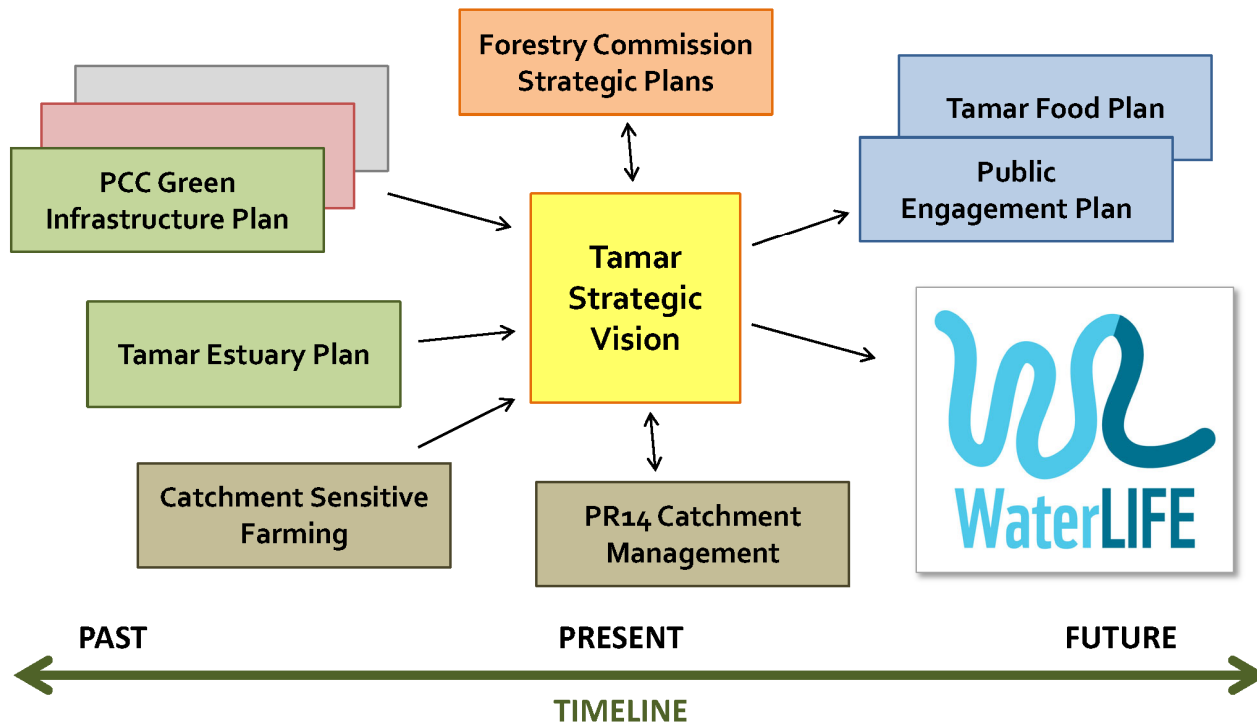 Forestry Commission
Strategic Plans
Tamar Food Plan
Public
Engagement Plan
PCC Green
Infrastructure Plan
Tamar
Strategic
Vision
Tamar Estuary Plan
Catchment Sensitive
Farming
PR14 Catchment
Management
WaterLIFE
PAST
PRESENT
FUTURE
TIMELINE